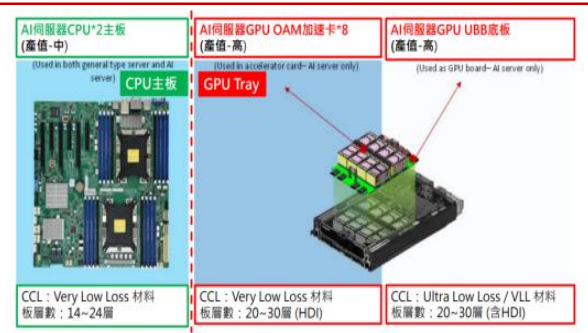 AI伺服器CPU*2主板
(產值-中)
(Used in both general type server and AI
server)
CPU主板
CCL：Very Low Loss 材料
板層數：14~24層
AI伺服器GPU OAM加速卡*8
(產值-高)
(Used in accelerator card– AI server only)
GPU Tray
CCL：Very Low Loss 材料
板層數：20~30層 (HDI)
AI伺服器GPU UBB底板
(產值-高)
(Used as GPU board– AI server only)
CCL：Ultra Low Loss / VLL 材料
板層數：20~30層 (含HDI)